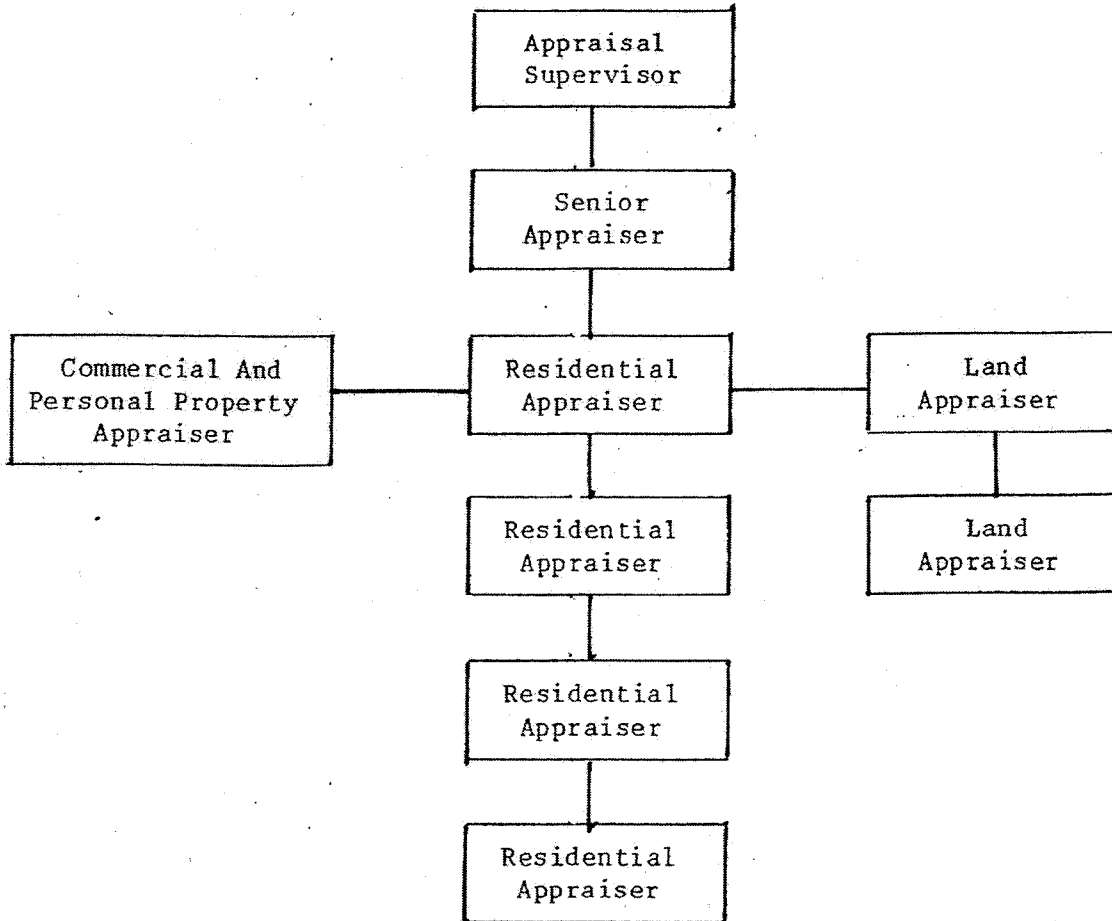 Appraisal
Supervisor
Senior
Appraiser
Commercial And
Personal Property
Appraiser
Residential
Appraiser
Land
Appraiser
Residential
Appraiser
Land
Appraiser
Residential
Appraiser
Residential
Appraiser